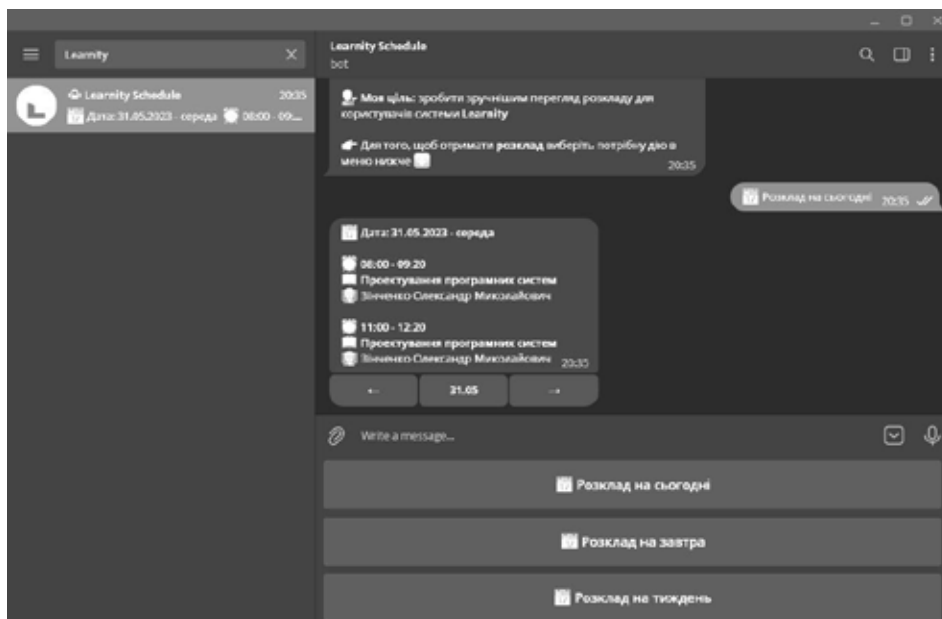 Learnity
Learnity Schedule
bot
Learnity Schedule 20:35
Дата: 31.05.2023 - середа 08:00 - 09:...
Моя ціль: зробити зручнішим перегляд розкладу для
користувачів системи Learnity
Для того, щоб отримати розклад виберіть потрібну дію в
меню нижче
20:35
Розклад на сьогодні 20:35
Дата: 31.05.2023 - середа
08:00 - 09:20
Проектування програмних систем
Зінченко Олександр Миколайович
11:00 - 12:20
Проектування програмних систем
Зінченко Олександр Миколайович 20:35
← 31.05 →
Write a message...
Розклад на сьогодні
Розклад на завтра
Розклад на тиждень